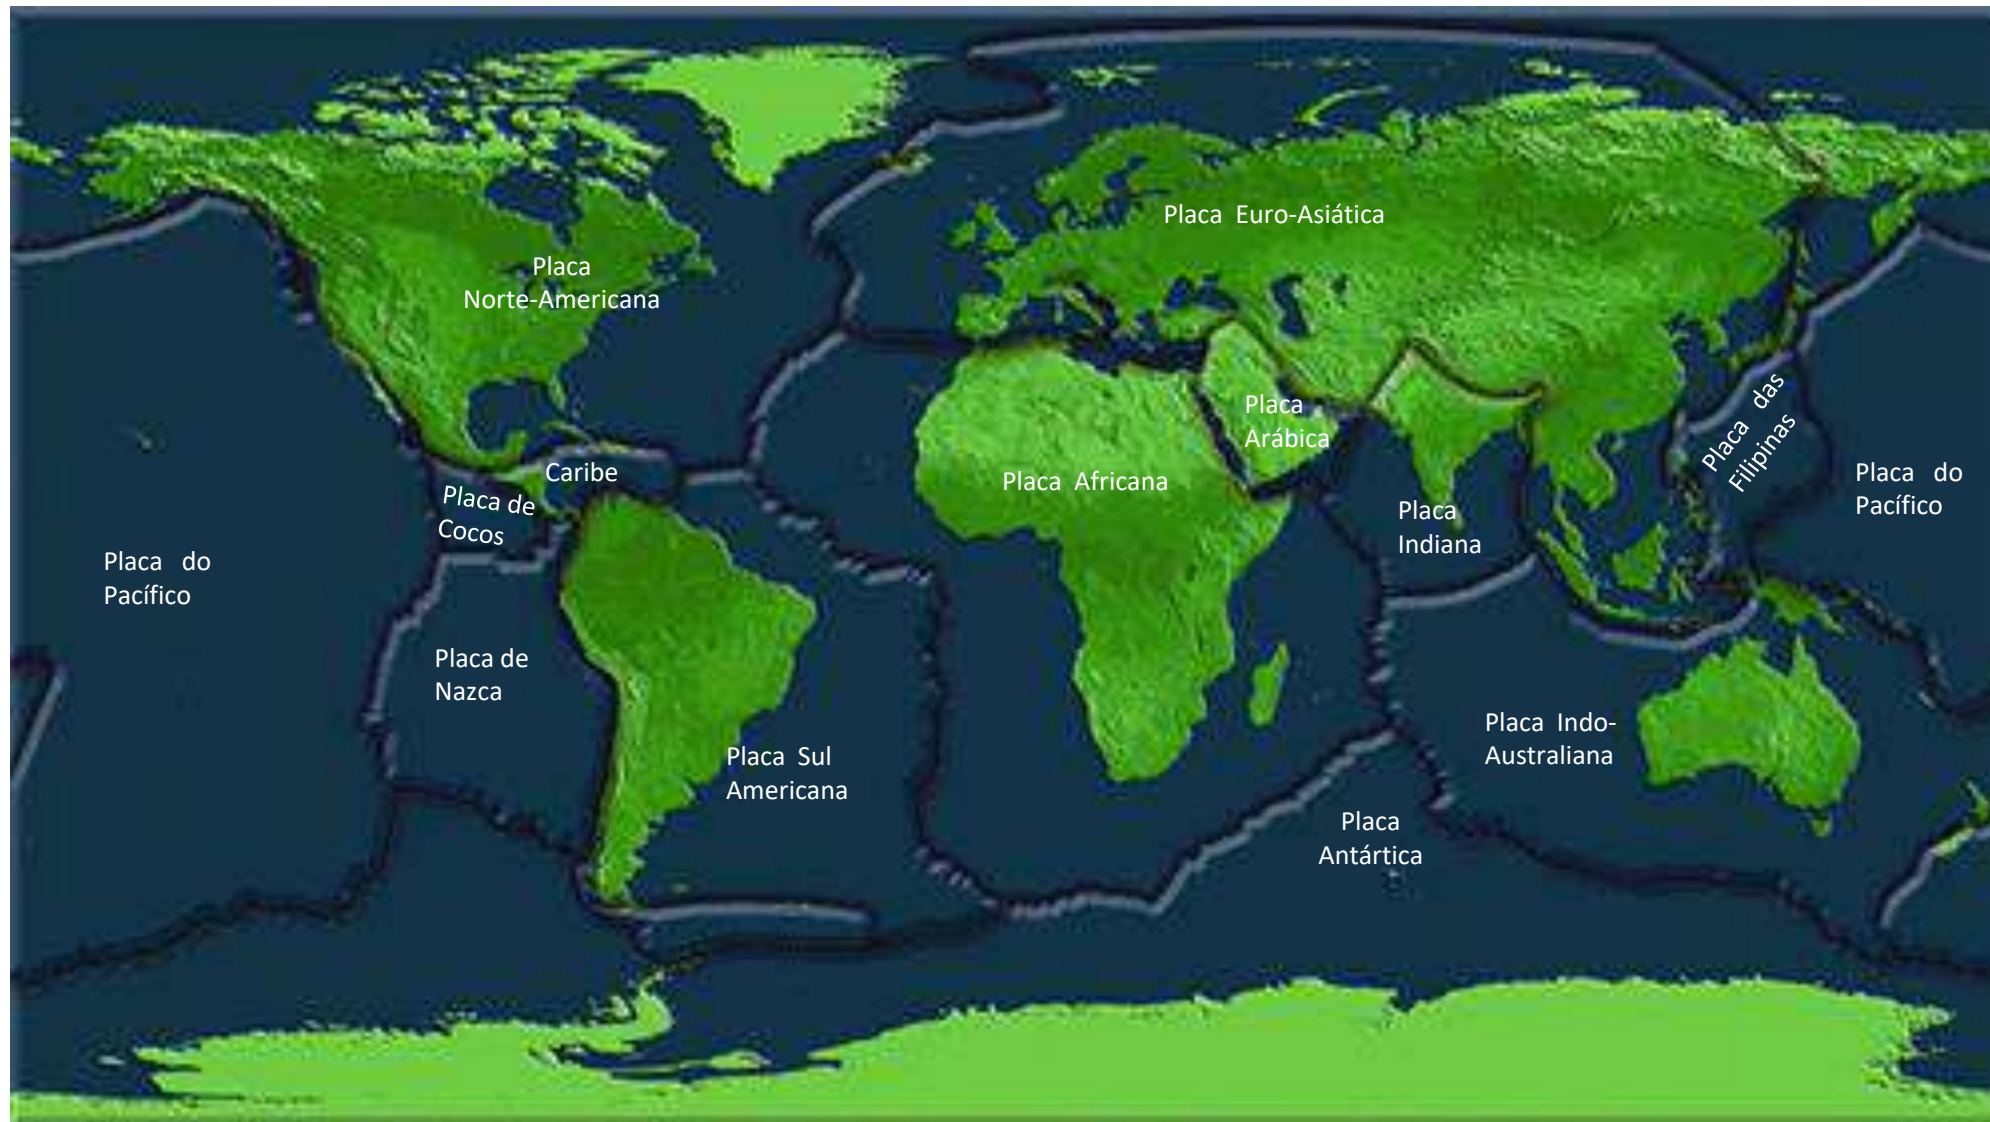 Placa Euro-Asiática
Placa
Norte-Americana
Placa
Arábica
Placa das
Filipinas
Caribe
Placa Africana
Placa do
Pacífico
Placa de
Cocos
Placa
Indiana
Placa do
Pacífico
Placa de
Nazca
Placa Indo-
Australiana
Placa Sul
Americana
Placa
Antártica